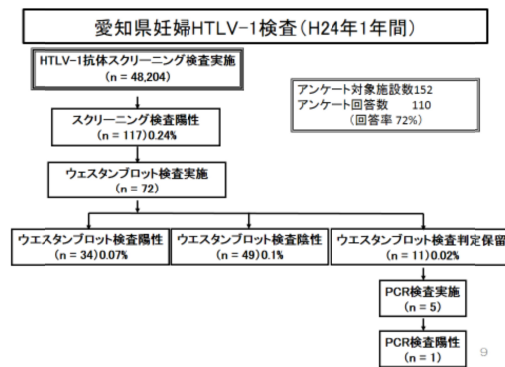 愛知県妊婦HTLV-1検査(H24年1年間)
HTLV-1抗体スクリーニング検査実施
(n = 48,204)
アンケート対象施設数152
アンケート回答数 110
(回答率 72%)
スクリーニング検査陽性
(n = 117)0.24%
ウェスタンブロット検査実施
(n = 72)
ウエスタンブロット検査陽性
(n = 34)0.07%
ウエスタンブロット検査陰性
(n = 49)0.1%
ウエスタンブロット検査判定保留
(n = 11)0.02%
PCR検査実施
(n = 5)
PCR検査陽性
(n = 1)
9